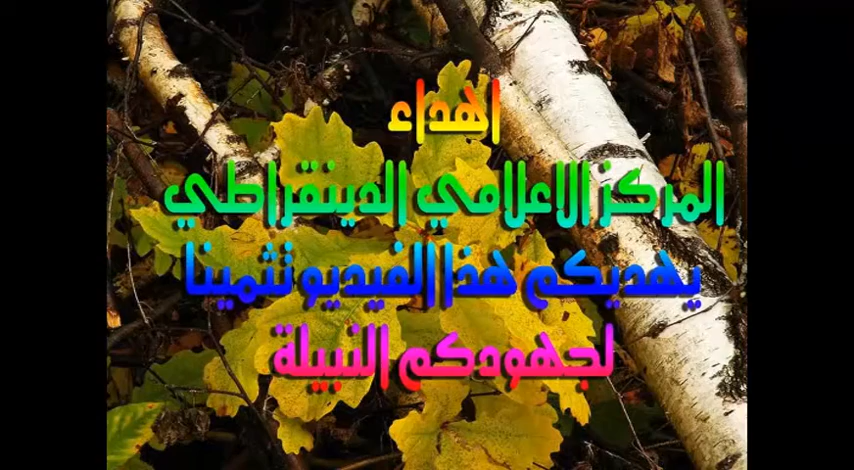 اهداء
المركز الاعلامي الديمقراطي
يهديكم هذا الفيديو تثمينا
لجهودكم النبيلة